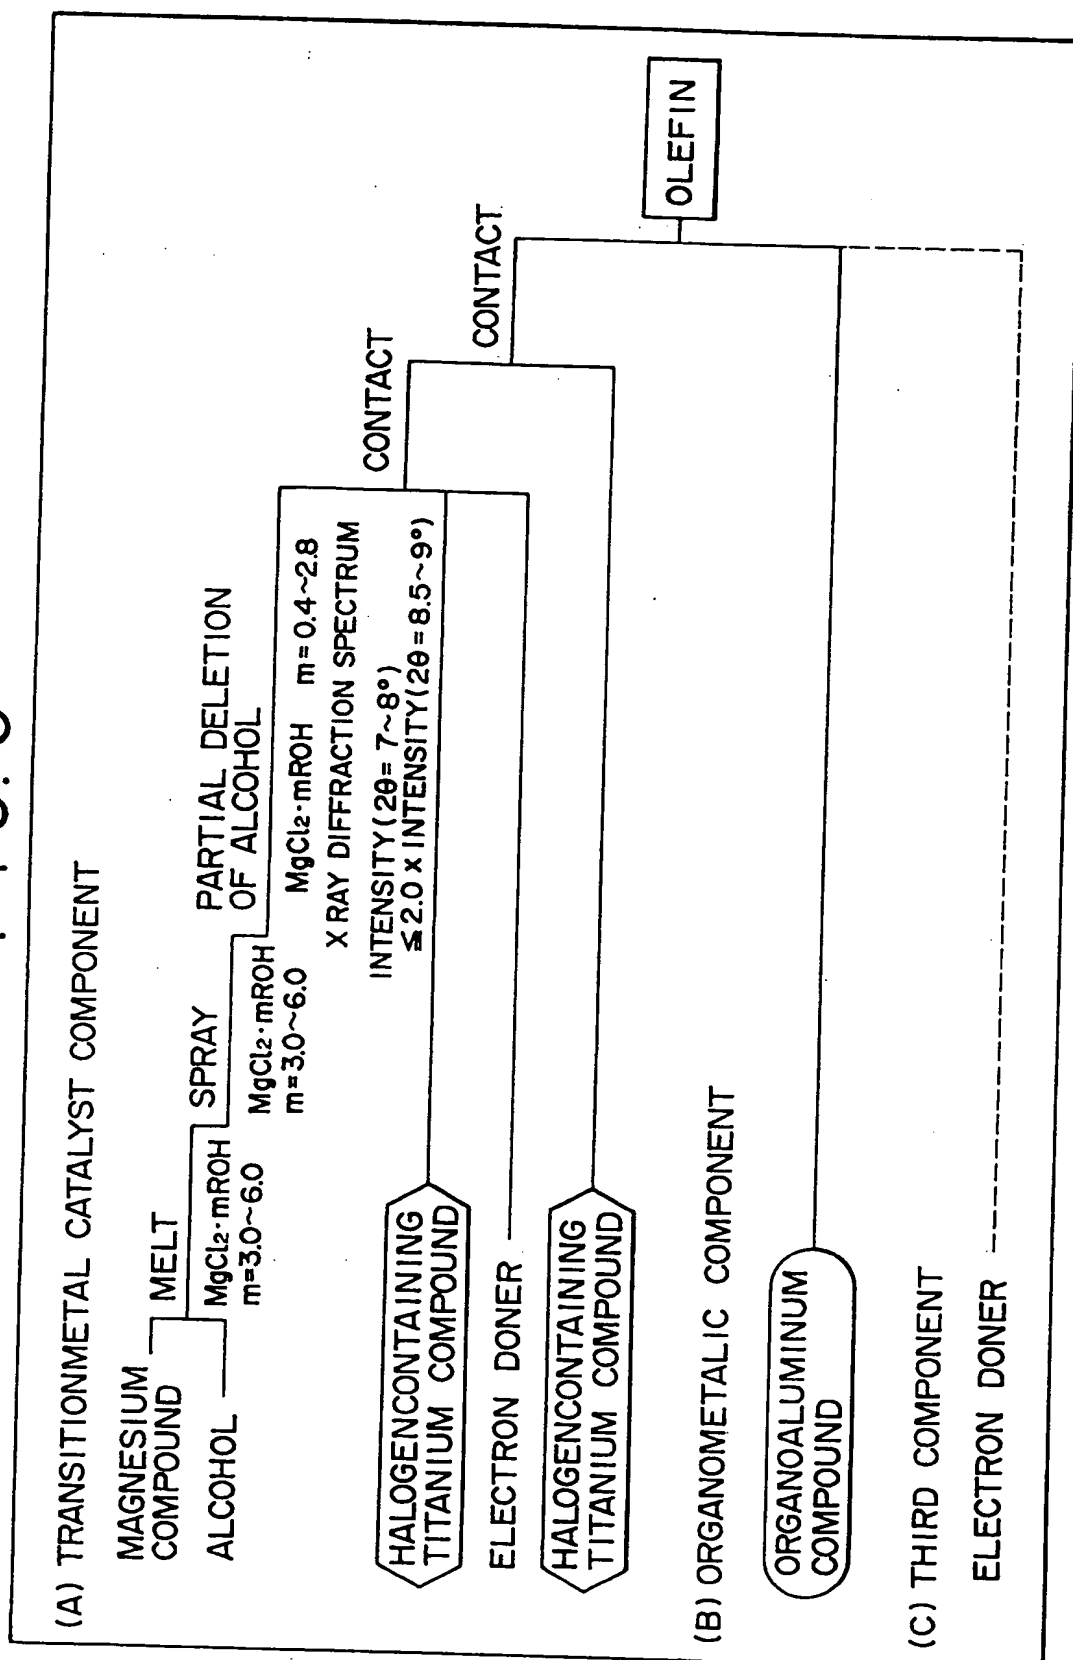 (A) TRANSITIONMETAL CATALYST COMPONENT
MAGNESIUM
COMPOUND
ALCOHOL
MELT
MgCl2·mROH
m=3.0~6.0
SPRAY
MgCl2·mROH
m=3.0~6.0
PARTIAL DELETION
OF ALCOHOL
MgCl2·mROH m=0.4~2.8
X RAY DIFFRACTION SPECTRUM
INTENSITY(2θ=7~8°)
≦2.0 x INTENSITY(2θ=8.5~9°)
HALOGENCONTAINING
TITANIUM COMPOUND
CONTACT
ELECTRON DONER
HALOGENCONTAINING
TITANIUM COMPOUND
CONTACT
OLEFIN
(B) ORGANOMETALIC COMPONENT
ORGANOALUMINUM
COMPOUND
(C) THIRD COMPONENT
ELECTRON DONER